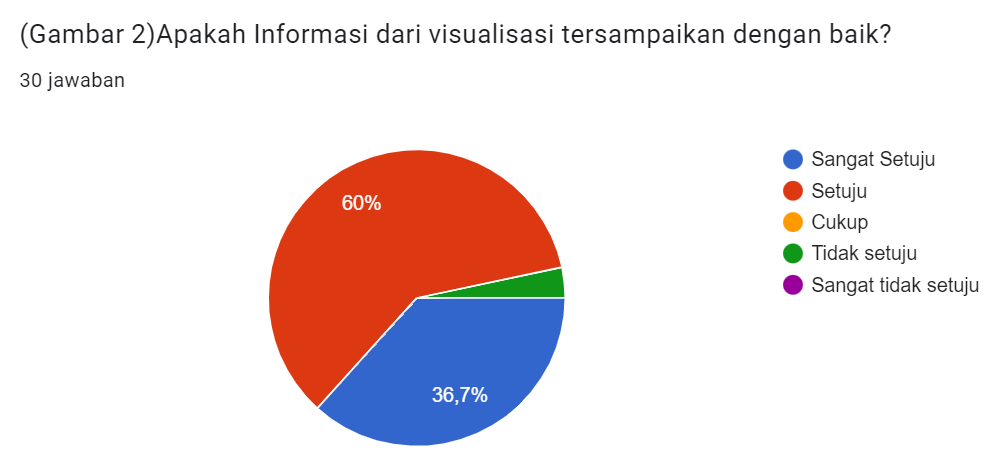 (Gambar 2)Apakah Informasi dari visualisasi tersampaikan dengan baik?
30 jawaban
60%
36,7%
Sangat Setuju
Setuju
Cukup
Tidak setuju
Sangat tidak setuju